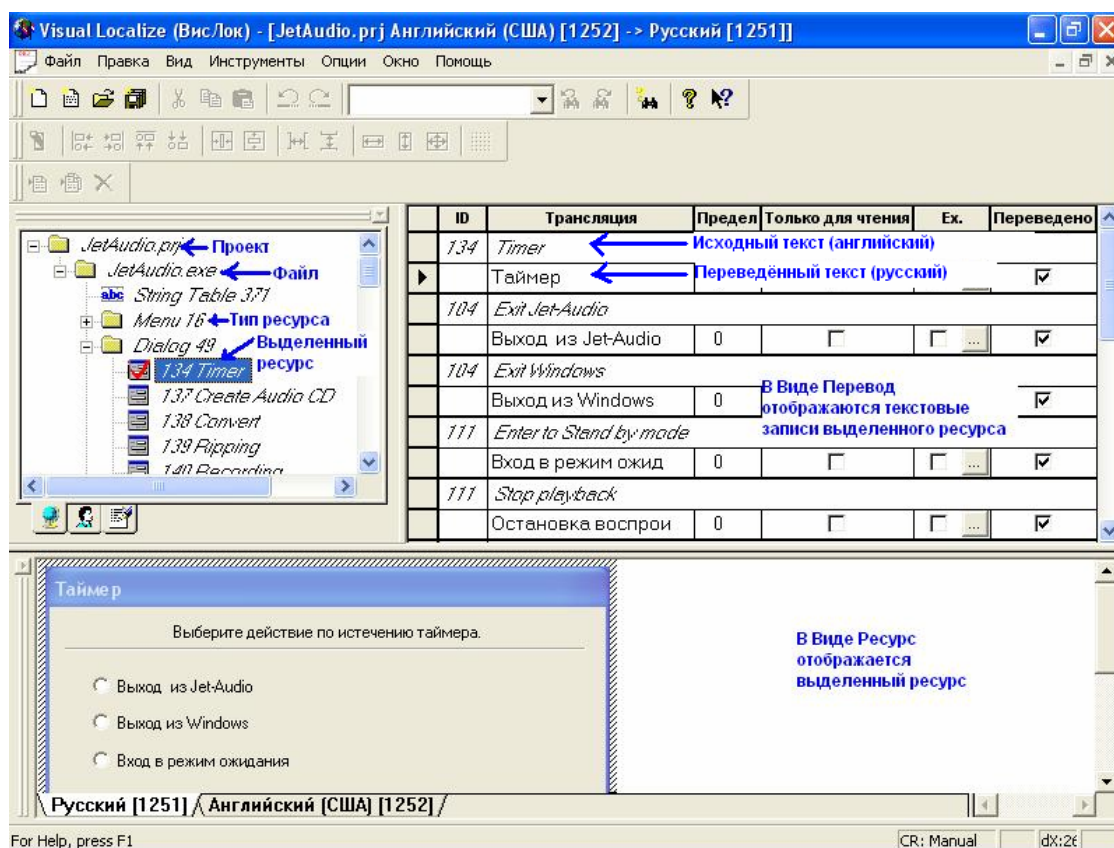 Visual Localize (ВисЛок) - [JetAudio.prj Английский (США) [1252] -> Русский [1251]]
Файл Правка Вид Инструменты Опции Окно Помощь
ID Трансляция Предел Только для чтения Ex. Переведено
JetAudio.prj Проект
JetAudio.exe Файл
abc String Table 371
Menu 16 Тип ресурса
Dialog 49 Выделенный ресурс
134 Timer
137 Create Audio CD
138 Convert
139 Ripping
140 Recording
134 Timer Исходный текст (английский)
Таймер Переведённый текст (русский)
104 Exit Jet-Audio
Выход из Jet-Audio 0 ...
104 Exit Windows
Выход из Windows 0
В Виде Перевод
отображаются текстовые
записи выделенного ресурса
111 Enter to Stand by mode
Вход в режим ожид 0 ...
111 Stop playback
Остановка воспрои 0 ...
Таймер
Выберите действие по истечению таймера.
Выход из Jet-Audio
Выход из Windows
Вход в режим ожидания
В Виде Ресурс
отображается
выделенный ресурс
Русский [1251] Английский (США) [1252]
For Help, press F1 CR: Manual dX:26